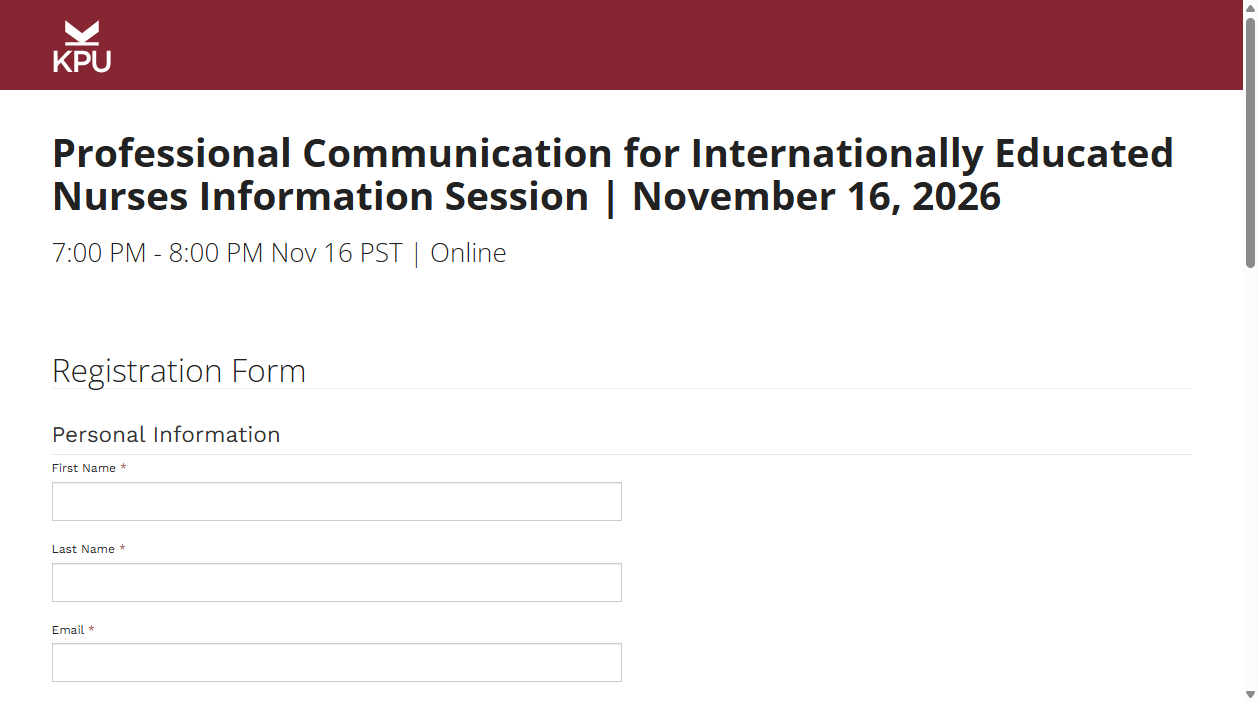 KPU
Professional Communication for Internationally Educated
Nurses Information Session | November 16, 2026
7:00 PM - 8:00 PM Nov 16 PST | Online
Registration Form
Personal Information
First Name *
Last Name *
Email *